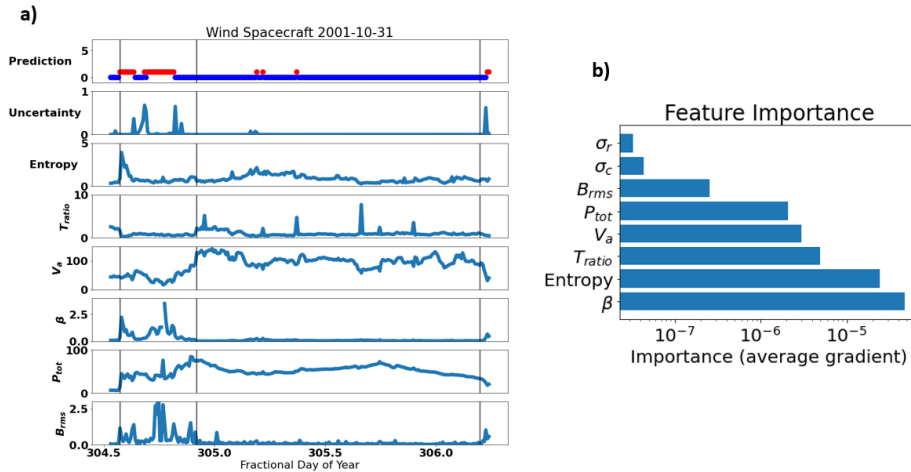 a)
Wind Spacecraft 2001-10-31
Prediction
5
0
Uncertainty
1
0
Entropy
5
0
T_ratio
10
0
V_a
100
0
β
2.5
0.0
P_tot
100
0
B_rms
2.5
0.0
304.5 305.0 305.5 306.0
Fractional Day of Year
b)
Feature Importance
σ_r
σ_c
B_rms
P_tot
V_a
T_ratio
Entropy
β
10⁻⁷ 10⁻⁶ 10⁻⁵
Importance (average gradient)